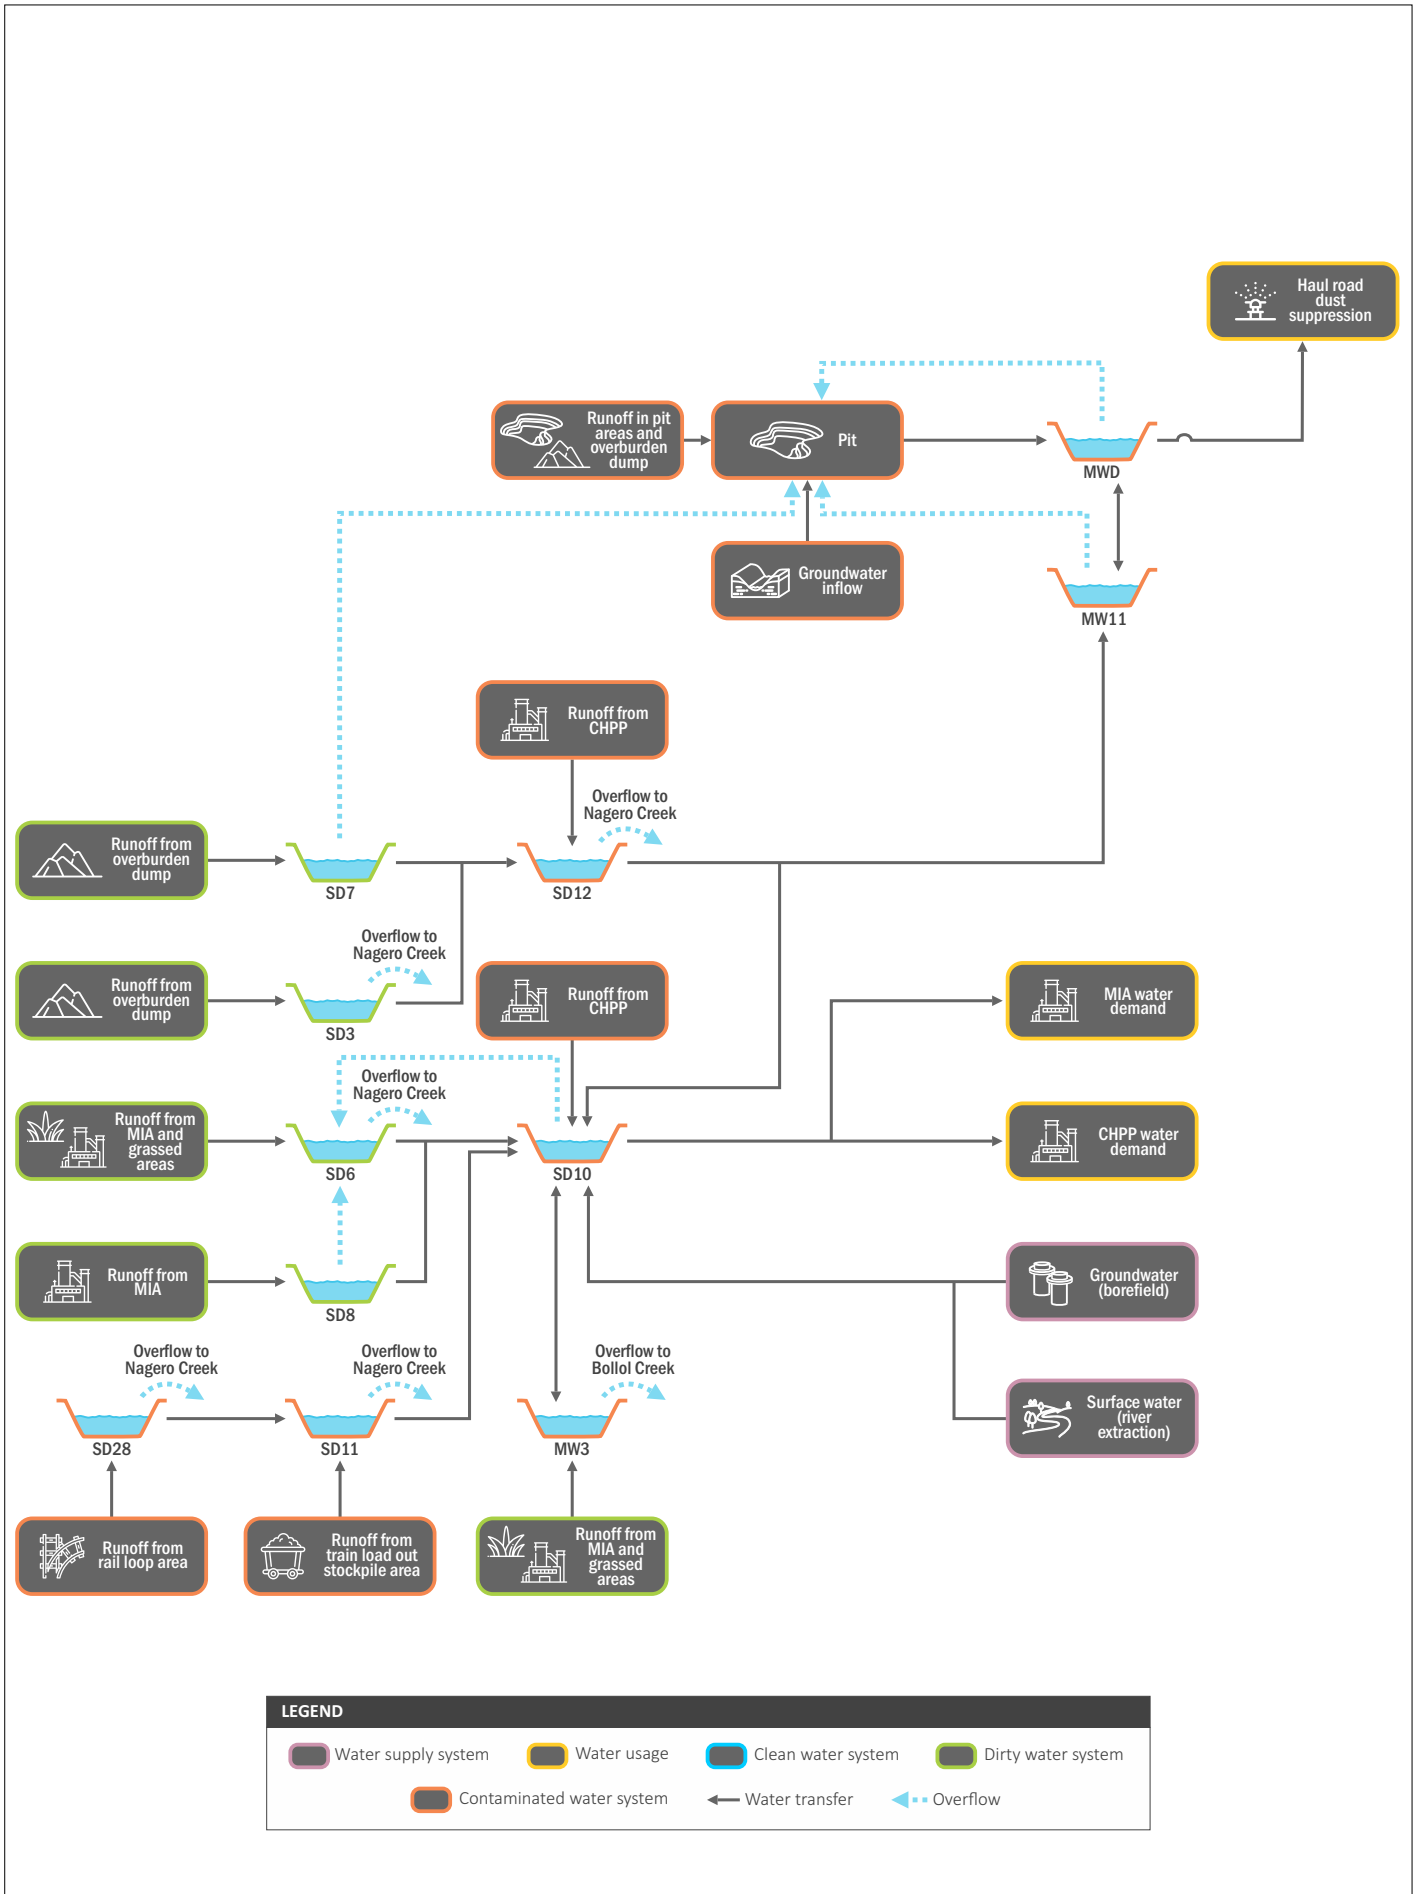 Haul road
dust
suppression
Runoff in pit
areas and
overburden
dump
Pit
MWD
Groundwater
inflow
MW11
Runoff from
CHPP
Overflow to
Nagero Creek
Runoff from
overburden
dump
SD7
SD12
Overflow to
Nagero Creek
Runoff from
overburden
dump
SD3
Runoff from
CHPP
MIA water
demand
Overflow to
Nagero Creek
Runoff from
MIA and
grassed
areas
SD6
SD10
CHPP water
demand
Runoff from
MIA
SD8
Groundwater
(borefield)
Overflow to
Nagero Creek
Overflow to
Nagero Creek
Overflow to
Bollol Creek
SD28
SD11
MW3
Surface water
(river
extraction)
Runoff from
rail loop area
Runoff from
train load out
stockpile area
Runoff from
MIA and
grassed
areas
LEGEND
Water supply system
Water usage
Clean water system
Dirty water system
Contaminated water system
Water transfer
Overflow